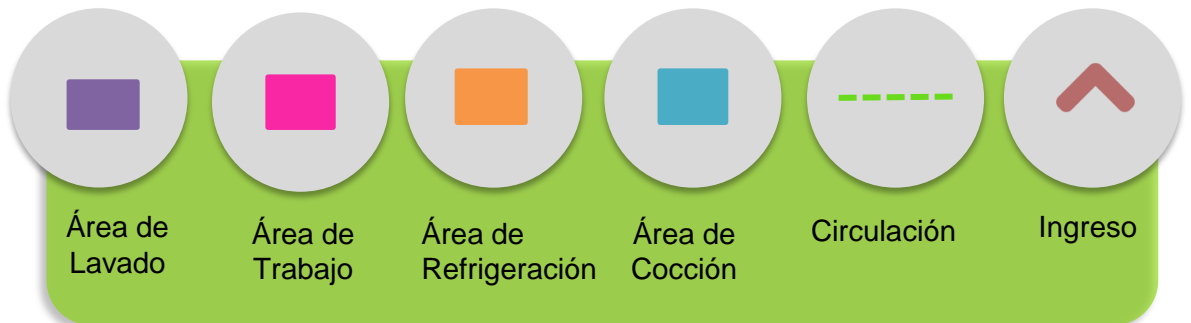 Área de
Lavado
Área de
Trabajo
Área de
Refrigeración
Área de
Cocción
Circulación
Ingreso